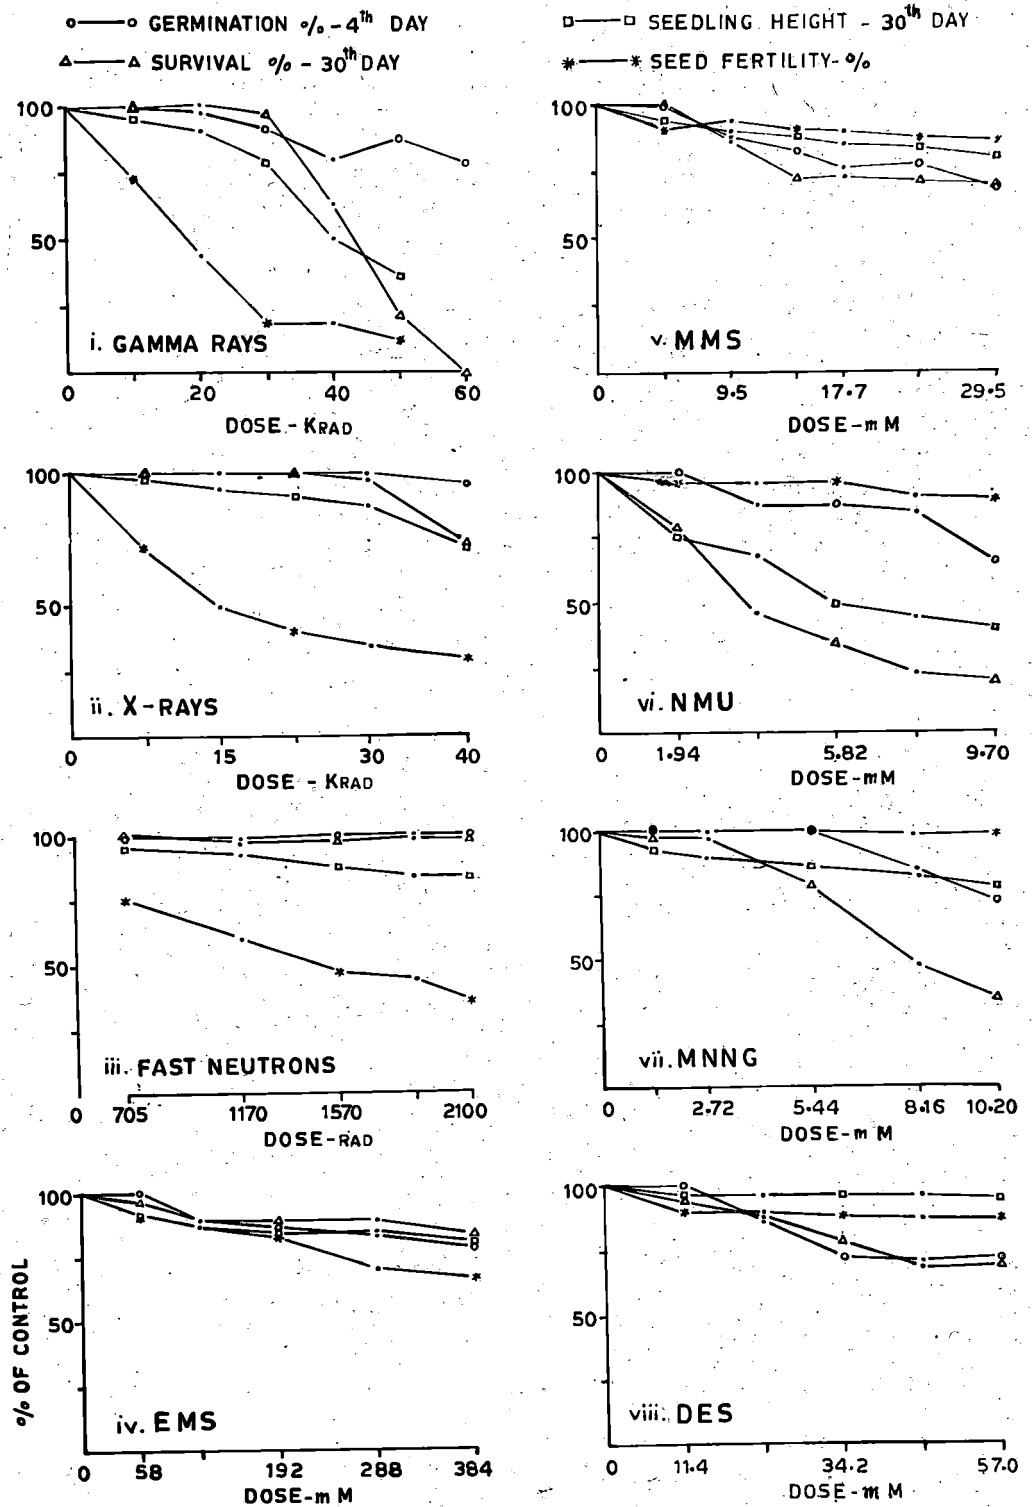 GERMINATION % - 4th DAY
SURVIVAL % - 30th DAY
SEEDLING HEIGHT - 30th DAY
SEED FERTILITY - %
100
50
i. GAMMA RAYS
0 20 40 60
DOSE - KRAD
100
50
ii. X-RAYS
0 15 30 40
DOSE - KRAD
100
50
iii. FAST NEUTRONS
0 705 1170 1570 2100
DOSE-RAD
100
50
% OF CONTROL
iv. EMS
0 58 192 288 384
DOSE-mM
100
50
v. MMS
0 9.5 17.7 29.5
DOSE-mM
100
50
vi. NMU
0 1.94 5.82 9.70
DOSE-mM
100
50
vii. MNNG
0 2.72 5.44 8.16 10.20
DOSE-mM
100
50
viii. DES
0 11.4 34.2 57.0
DOSE-mM